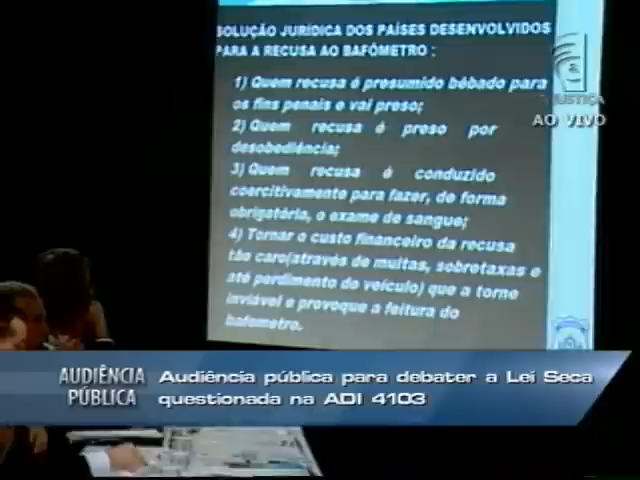 SOLUÇÃO JURÍDICA DOS PAÍSES DESENVOLVIDOS
PARA A RECUSA AO BAFÔMETRO :
1) Quem recusa é presumido bêbado para
os fins penais e vai preso;
2) Quem recusa é preso por
desobediência;
3) Quem recusa é conduzido
coercitivamente para fazer, de forma
obrigatória, o exame de sangue;
4) Tornar o custo financeiro da recusa
tão caro(através de multas, sobretaxas e
até perdimento do veículo) que a torne
inviável e provoque a feitura do
bafometro.
TV JUSTIÇA
AO VIVO
AUDIÊNCIA
PÚBLICA
Audiência pública para debater a Lei Seca
questionada na ADI 4103